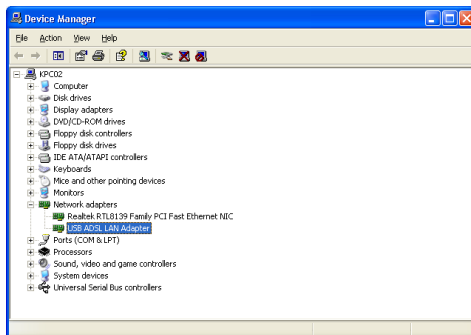 Device Manager
File Action View Help
KPC02
Computer
Disk drives
Display adapters
DVD/CD-ROM drives
Floppy disk controllers
Floppy disk drives
IDE ATA/ATAPI controllers
Keyboards
Mice and other pointing devices
Monitors
Network adapters
Realtek RTL8139 Family PCI Fast Ethernet NIC
USB ADSL LAN Adapter
Ports (COM & LPT)
Processors
Sound, video and game controllers
System devices
Universal Serial Bus controllers